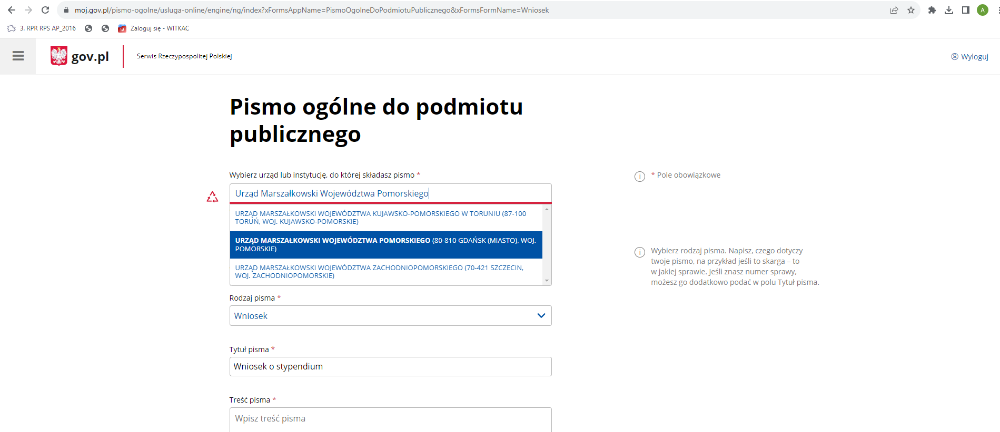 moj.gov.pl/pismo-ogolne/usluga-online/engine/ng/index?xFormsAppName=PismoOgolneDoPodmiotuPublicznego&xFormsFormName=Wniosek
A
3. RPR RPS AP_2016
Zaloguj się - WITKAC
gov.pl
Serwis Rzeczypospolitej Polskiej
Wyloguj
Pismo ogólne do podmiotu
publicznego
Wybierz urząd lub instytucję, do której składasz pismo *
i * Pole obowiązkowe
Urząd Marszałkowski Województwa Pomorskiego
URZĄD MARSZAŁKOWSKI WOJEWÓDZTWA KUJAWSKO-POMORSKIEGO W TORUNIU (87-100
TORUŃ, WOJ. KUJAWSKO-POMORSKIE)
URZĄD MARSZAŁKOWSKI WOJEWÓDZTWA POMORSKIEGO (80-810 GDAŃSK (MIASTO), WOJ.
POMORSKIE)
URZĄD MARSZAŁKOWSKI WOJEWÓDZTWA ZACHODNIOPOMORSKIEGO (70-421 SZCZECIN,
WOJ. ZACHODNIOPOMORSKIE)
i Wybierz rodzaj pisma. Napisz, czego dotyczy
twoje pismo, na przykład jeśli to skarga – to
w jakiej sprawie. Jeśli znasz numer sprawy,
możesz go dodatkowo podać w polu Tytuł pisma.
Rodzaj pisma *
Wniosek
Tytuł pisma *
Wniosek o stypendium
Treść pisma *
Wpisz treść pisma